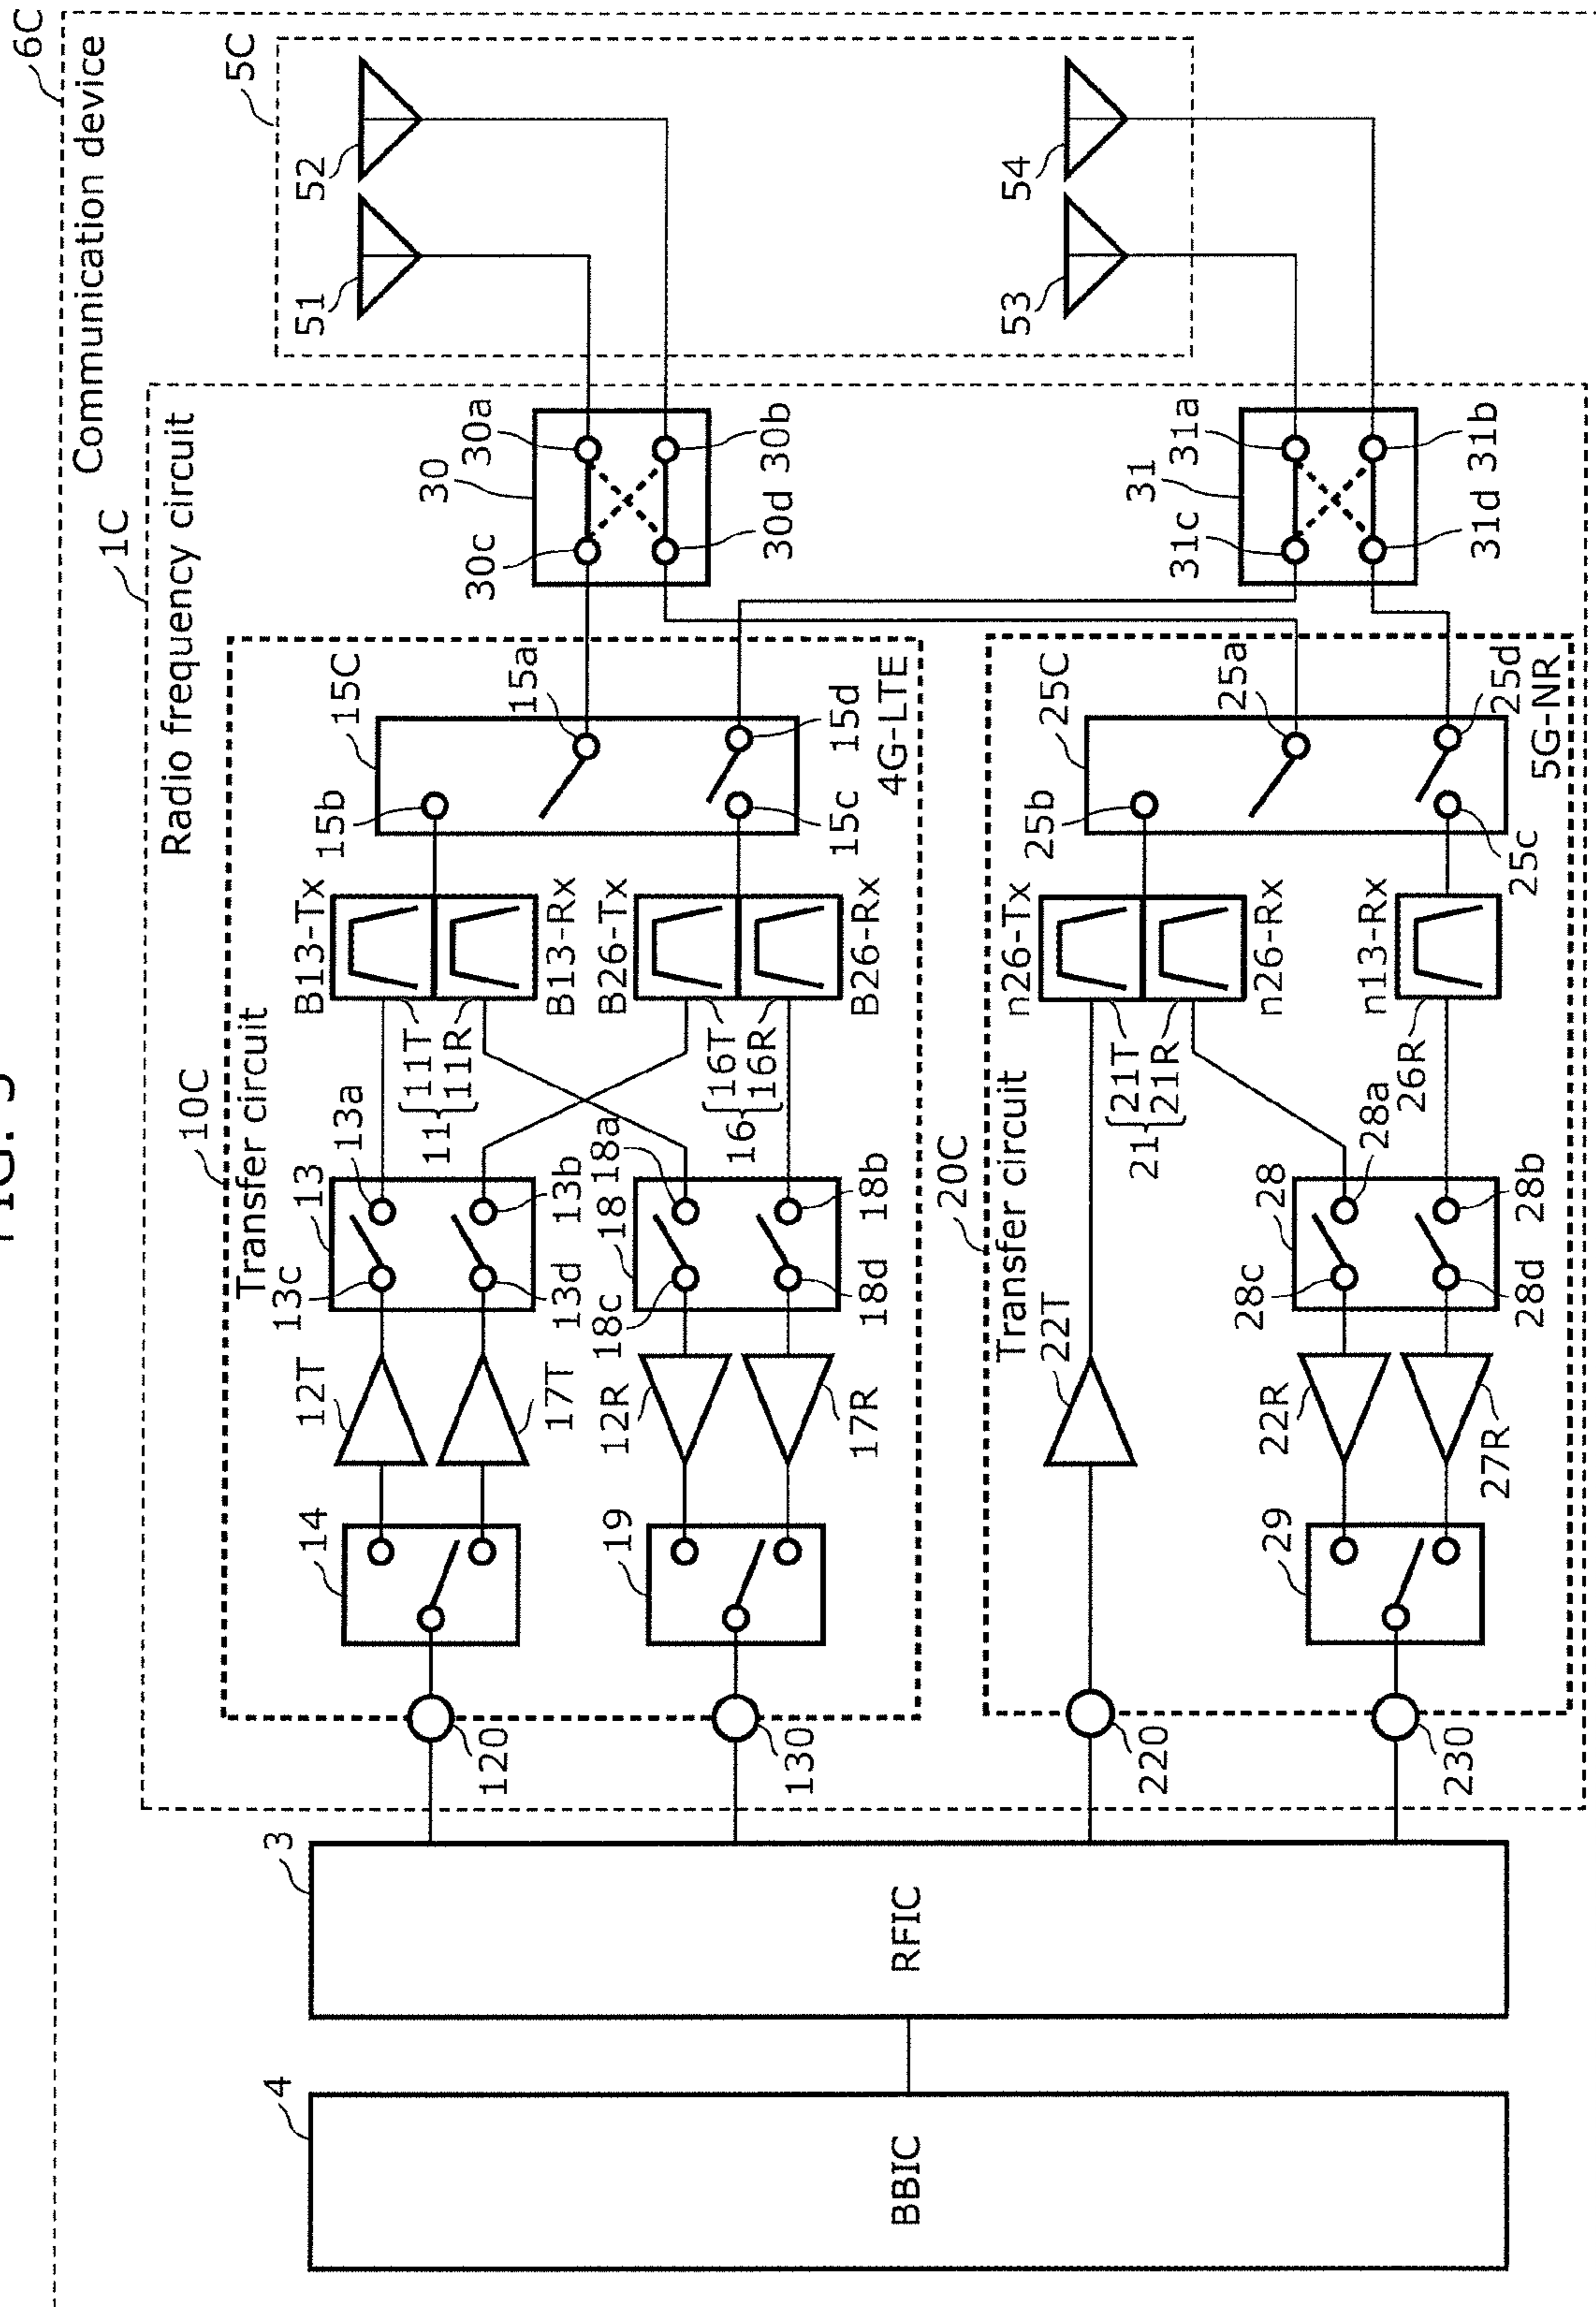 6C
Communication device
1C
Radio frequency circuit
5C
52
51
54
53
30
30a
30b
30c
30d
31
31a
31b
31c
31d
10C
Transfer circuit
4G-LTE
15C
15a
15b
15c
15d
B13-Tx
B13-Rx
B26-Tx
B26-Rx
11
11T
11R
16
16T
16R
13
13a
13b
13c
13d
18
18a
18b
18c
18d
12T
17T
12R
17R
14
19
120
130
20C
Transfer circuit
5G-NR
25C
25a
25b
25c
25d
n26-Tx
n26-Rx
n13-Rx
21
21T
21R
26R
28
28a
28b
28c
28d
22T
22R
27R
29
220
230
3
RFIC
4
BBIC